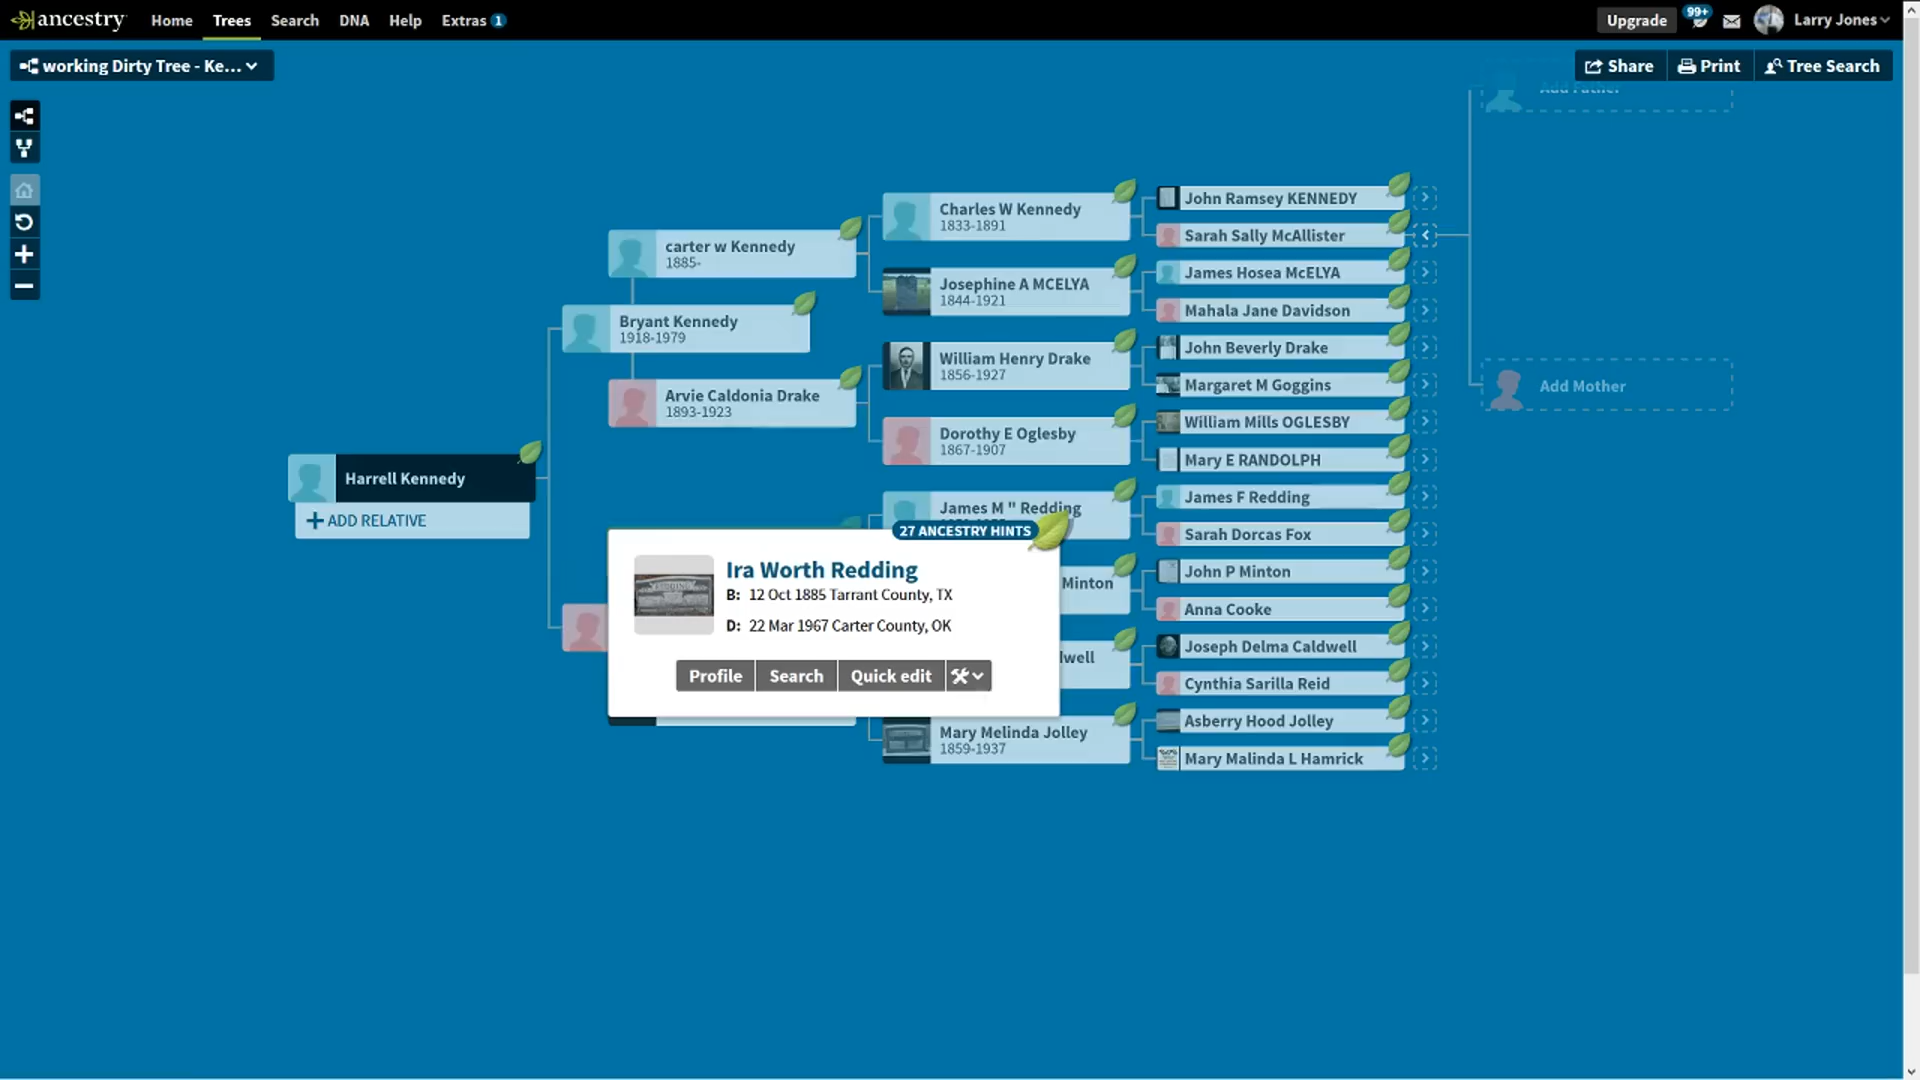 ancestry Home Trees Search DNA Help Extras 1 Upgrade 99+ Larry Jones
working Dirty Tree - Ke... Share Print Tree Search
Charles W Kennedy
1833-1891
carter w Kennedy
1885-
Josephine A MCELYA
1844-1921
Bryant Kennedy
1918-1979
William Henry Drake
1856-1927
Arvie Caldonia Drake
1893-1923
Dorothy E Oglesby
1867-1907
Harrell Kennedy
ADD RELATIVE
James M " Redding
27 ANCESTRY HINTS
Ira Worth Redding
B: 12 Oct 1885 Tarrant County, TX
D: 22 Mar 1967 Carter County, OK
Profile Search Quick edit
Minton
Mary Melinda Jolley
1859-1937
John Ramsey KENNEDY
Sarah Sally McAllister
James Hosea McELYA
Mahala Jane Davidson
John Beverly Drake
Margaret M Goggins
William Mills OGLESBY
Mary E RANDOLPH
James F Redding
Sarah Dorcas Fox
John P Minton
Anna Cooke
Joseph Delma Caldwell
Cynthia Sarilla Reid
Asberry Hood Jolley
Mary Malinda L Hamrick
Add Father
Add Mother